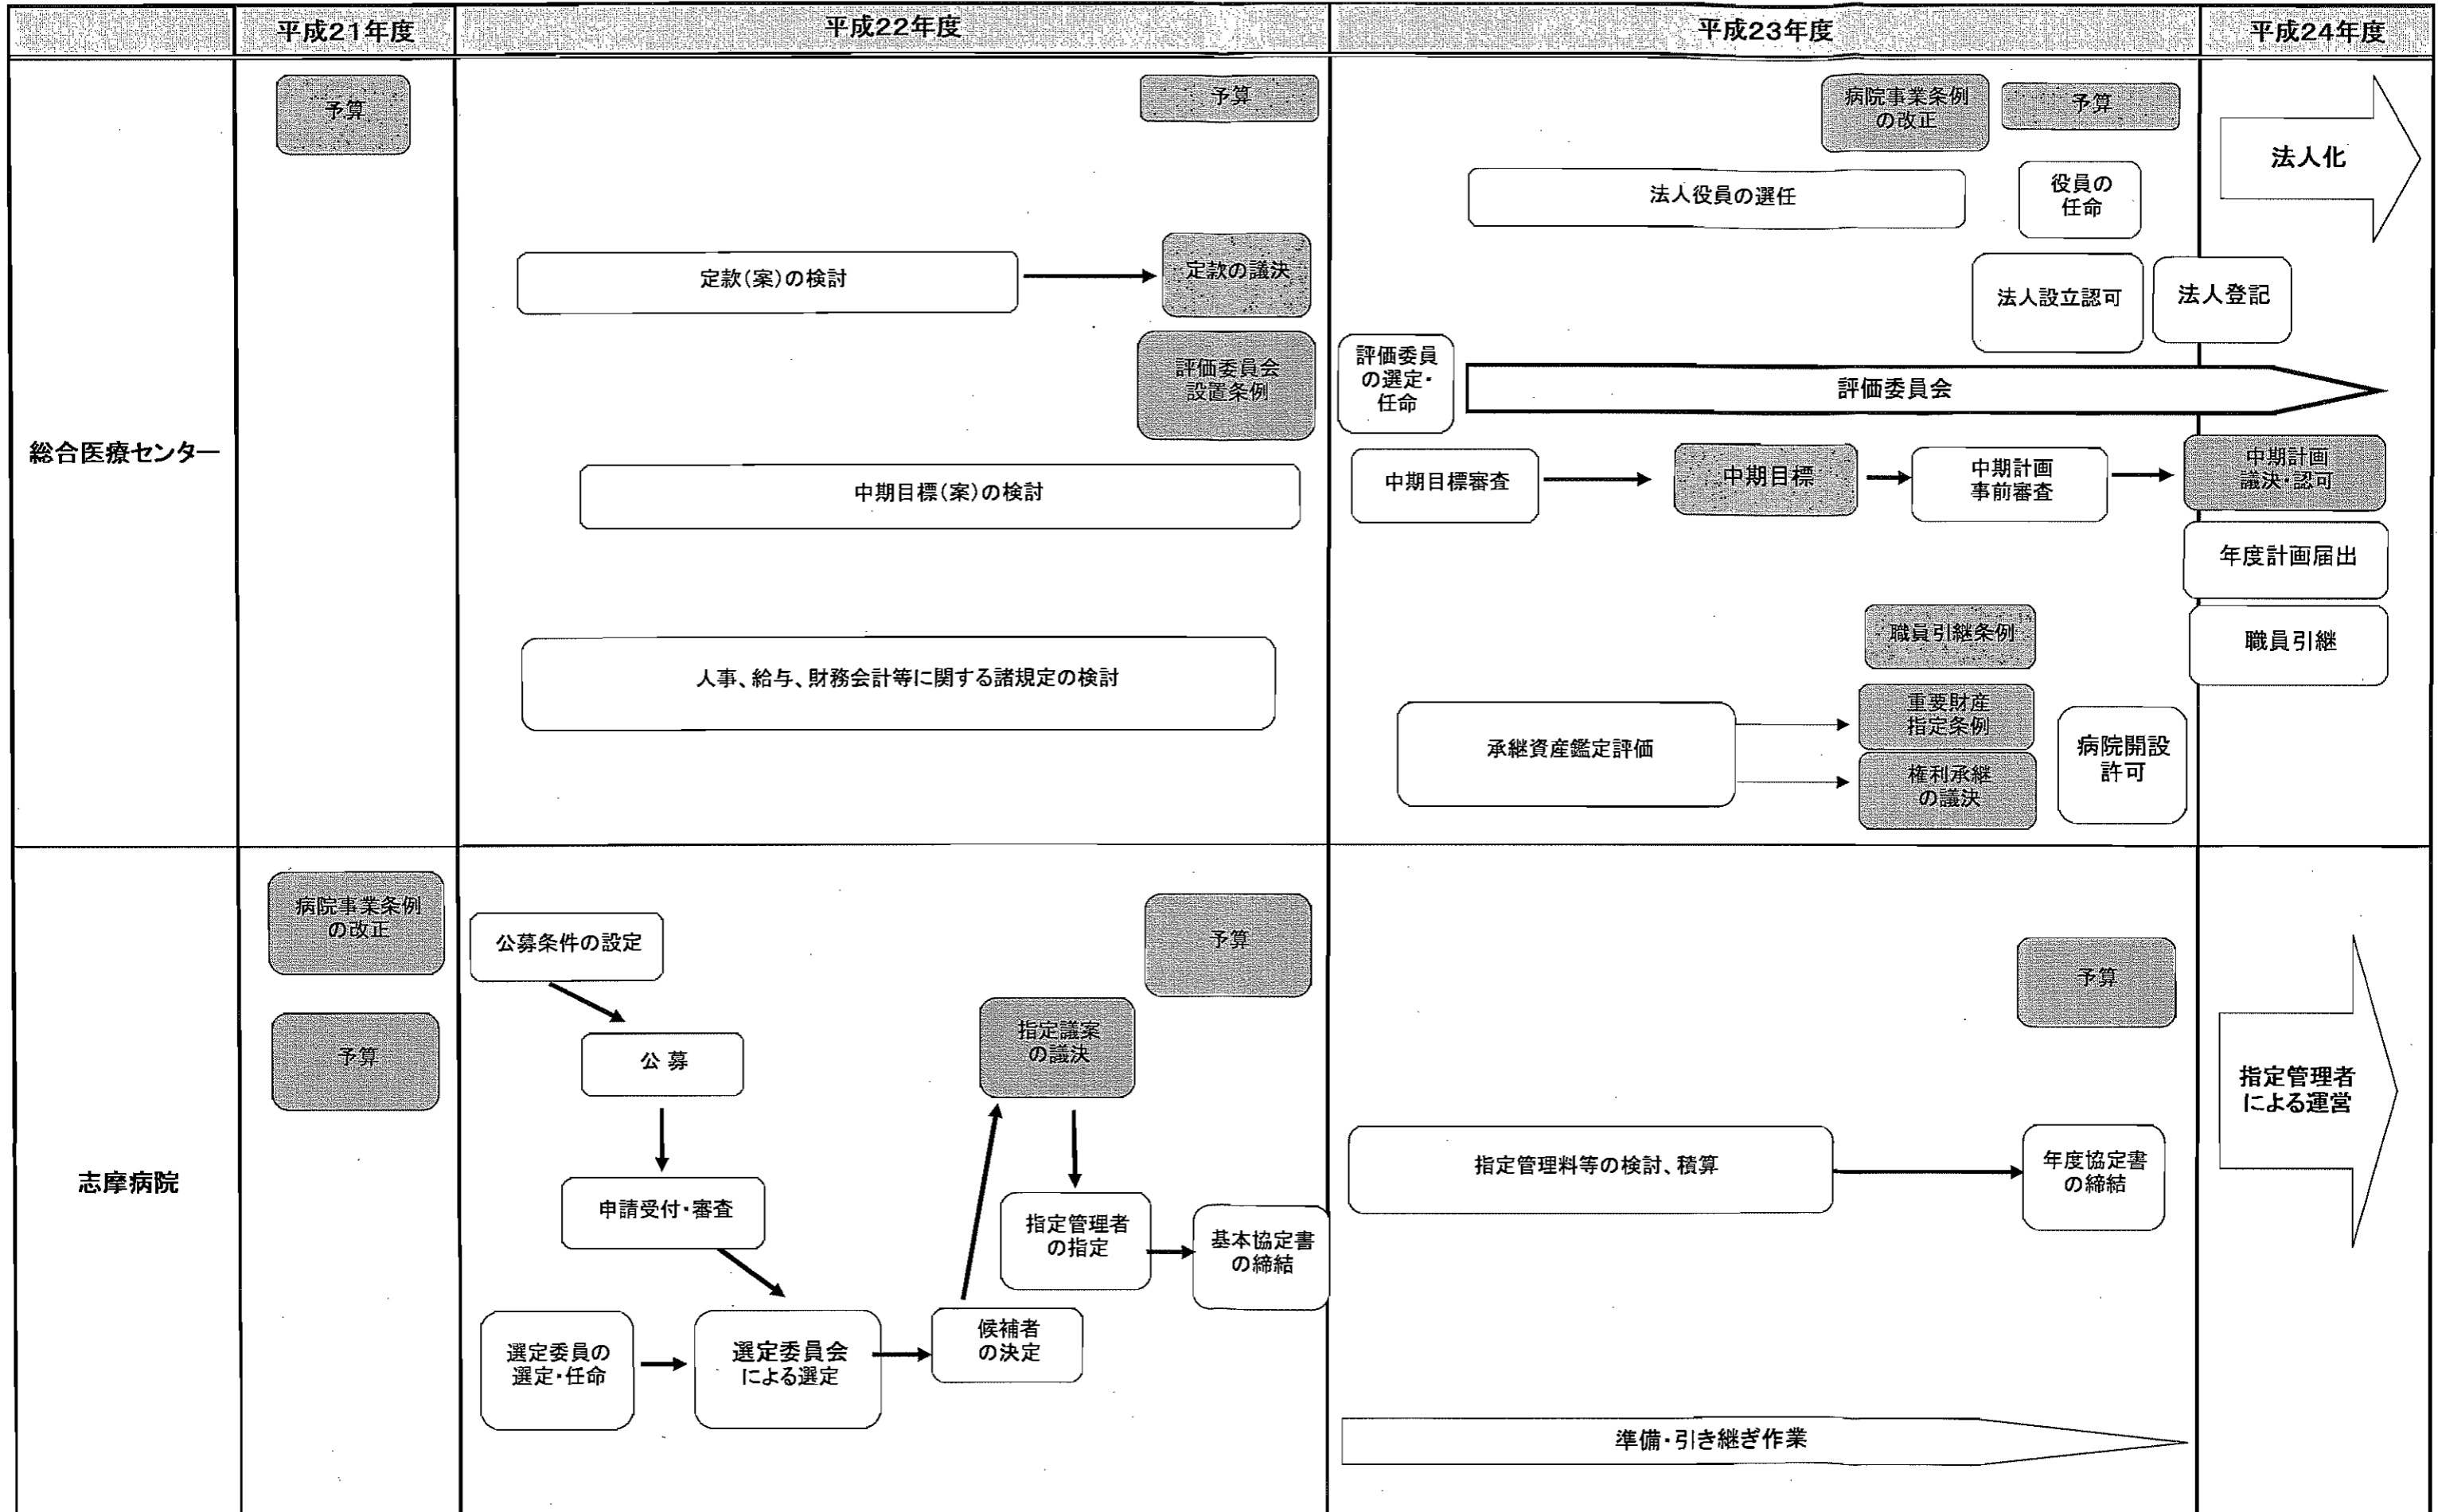 平成21年度
平成22年度
平成23年度
平成24年度
総合医療センター
予算
予算
病院事業条例
の改正
予算
法人化
法人役員の選任
役員の
任命
定款(案)の検討
定款の議決
法人設立認可
法人登記
評価委員会
設置条例
評価委員
の選定・
任命
評価委員会
中期目標(案)の検討
中期目標審査
中期目標
中期計画
事前審査
中期計画
議決・認可
年度計画届出
職員引継条例
職員引継
人事、給与、財務会計等に関する諸規定の検討
承継資産鑑定評価
重要財産
指定条例
権利承継
の議決
病院開設
許可
志摩病院
病院事業条例
の改正
予算
公募条件の設定
公 募
申請受付・審査
選定委員の
選定・任命
選定委員会
による選定
候補者
の決定
指定議案
の議決
指定管理者
の指定
基本協定書
の締結
予算
予算
指定管理料等の検討、積算
年度協定書
の締結
準備・引き継ぎ作業
指定管理者
による運営